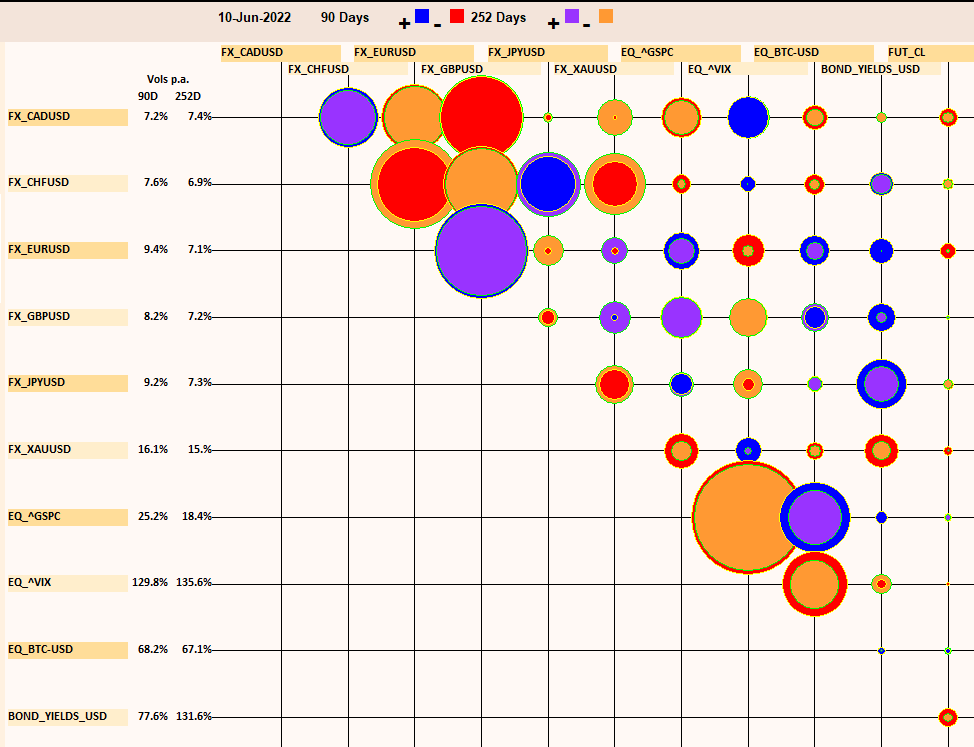 10-Jun-2022 90 Days + - 252 Days + -
FX_CADUSD FX_EURUSD FX_JPYUSD EQ_^GSPC EQ_BTC-USD FUT_CL
FX_CHFUSD FX_GBPUSD FX_XAUUSD EQ_^VIX BOND_YIELDS_USD
Vols p.a.
90D 252D
FX_CADUSD 7.2% 7.4%
FX_CHFUSD 7.6% 6.9%
FX_EURUSD 9.4% 7.1%
FX_GBPUSD 8.2% 7.2%
FX_JPYUSD 9.2% 7.3%
FX_XAUUSD 16.1% 15.%
EQ_^GSPC 25.2% 18.4%
EQ_^VIX 129.8% 135.6%
EQ_BTC-USD 68.2% 67.1%
BOND_YIELDS_USD 77.6% 131.6%